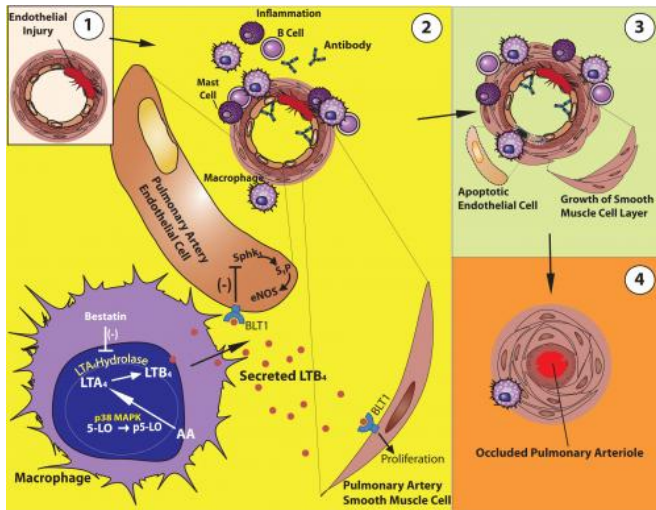 Endothelial
Injury
1
2
Inflammation
B Cell
Antibody
Mast
Cell
Macrophage
Pulmonary Artery
Endothelial Cell
Sphk₁
S₁P
eNOS
(-)
BLT1
Bestatin
(-)
LTA₄Hydrolase
LTA₄
LTB₄
p38 MAPK
5-LO → p5-LO
AA
Macrophage
Secreted LTB₄
BLT1
Proliferation
Pulmonary Artery
Smooth Muscle Cell
3
Apoptotic
Endothelial Cell
Growth of Smooth
Muscle Cell Layer
4
Occluded Pulmonary Arteriole